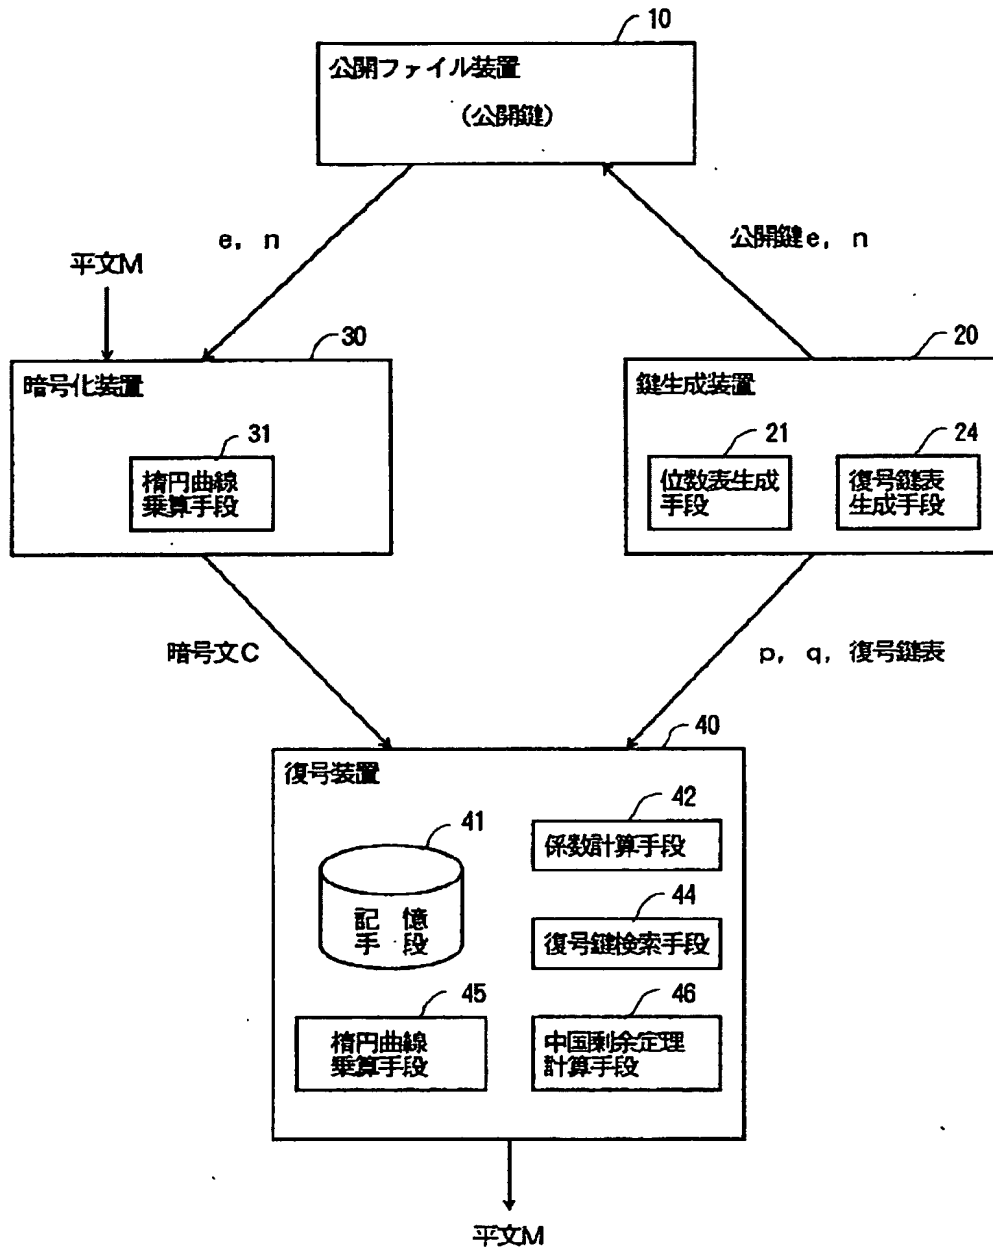 10
公開ファイル装置
(公開鍵)
e, n
公開鍵e, n
平文M
30
暗号化装置
31
楕円曲線
乗算手段
20
鍵生成装置
21
位数表生成
手段
24
復号鍵表
生成手段
暗号文C
p, q, 復号鍵表
40
復号装置
41
記憶
手段
42
係数計算手段
44
復号鍵検索手段
45
楕円曲線
乗算手段
46
中国剰余定理
計算手段
平文M